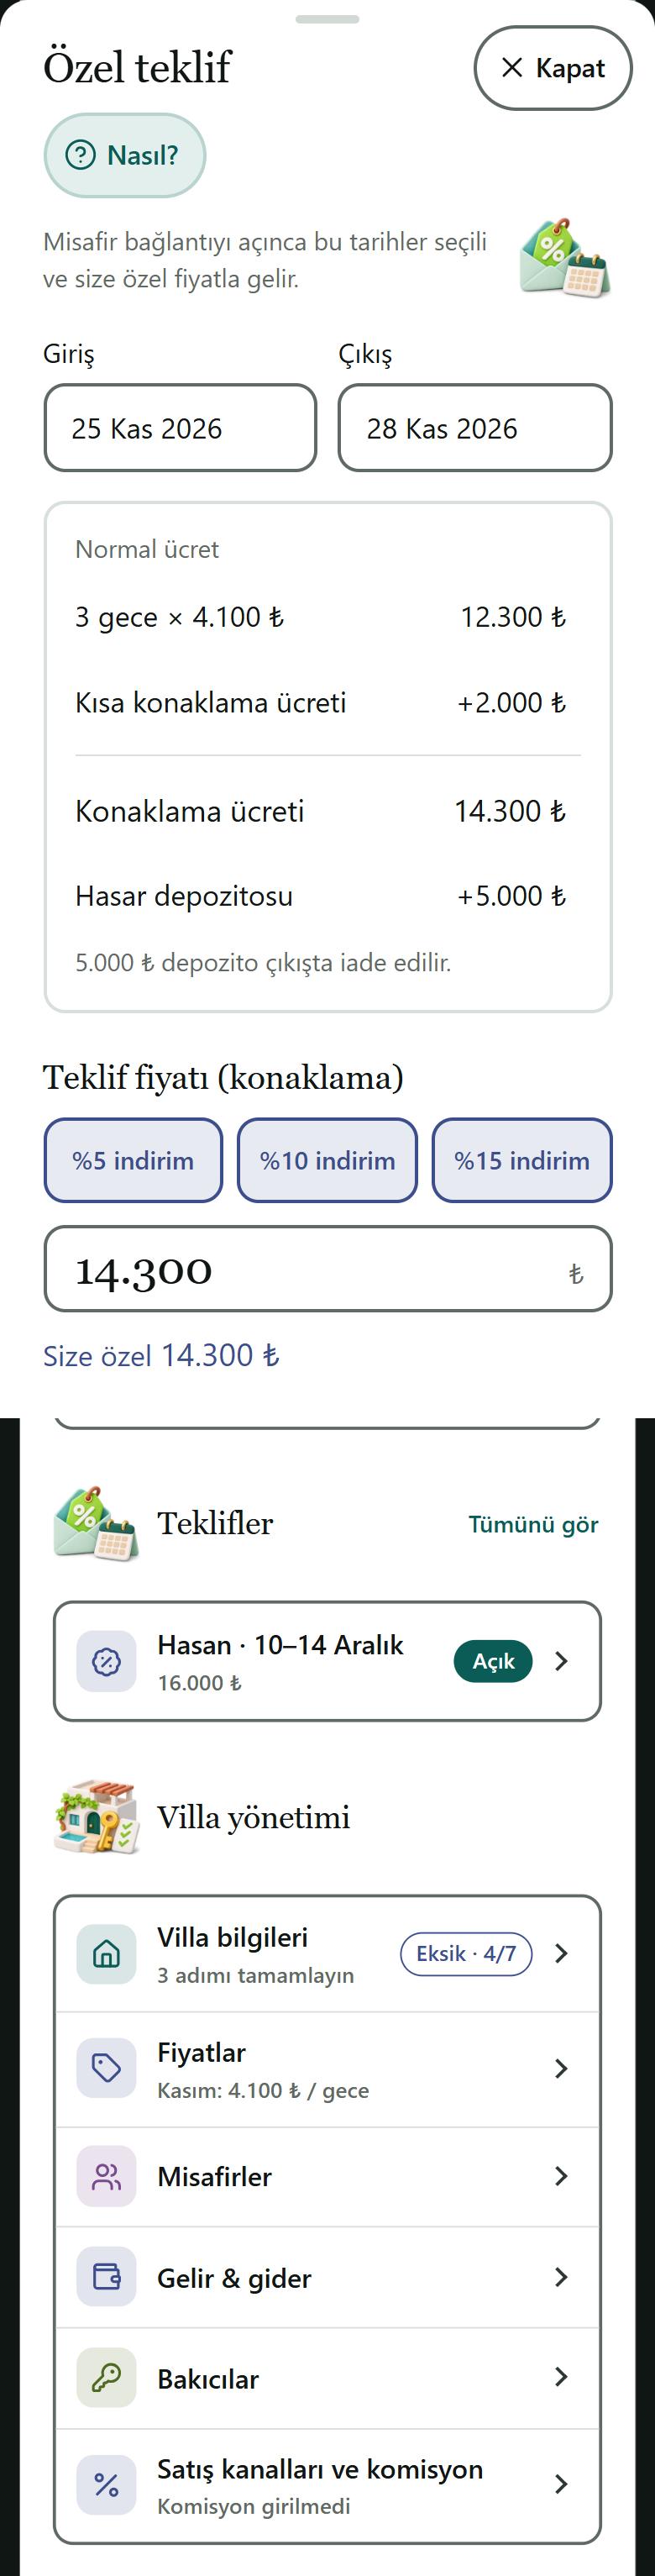 Özel teklif
Kapat
Nasıl?
Misafir bağlantıyı açınca bu tarihler seçili
ve size özel fiyatla gelir.
Giriş
Çıkış
25 Kas 2026
28 Kas 2026
Normal ücret
3 gece × 4.100 ₺
12.300 ₺
Kısa konaklama ücreti
+2.000 ₺
Konaklama ücreti
14.300 ₺
Hasar depozitosu
+5.000 ₺
5.000 ₺ depozito çıkışta iade edilir.
Teklif fiyatı (konaklama)
%5 indirim
%10 indirim
%15 indirim
14.300
₺
Size özel 14.300 ₺
Teklifler
Tümünü gör
Hasan · 10–14 Aralık
16.000 ₺
Açık
Villa yönetimi
Villa bilgileri
3 adımı tamamlayın
Eksik · 4/7
Fiyatlar
Kasım: 4.100 ₺ / gece
Misafirler
Gelir & gider
Bakıcılar
Satış kanalları ve komisyon
Komisyon girilmedi